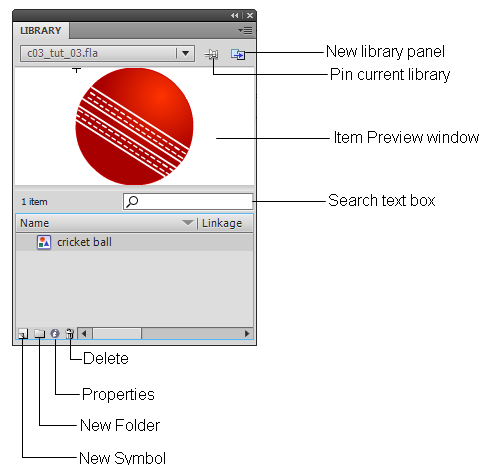 LIBRARY
c03_tut_03.fla
New library panel
Pin current library
Item Preview window
1 item
Search text box
Name
Linkage
cricket ball
Delete
Properties
New Folder
New Symbol